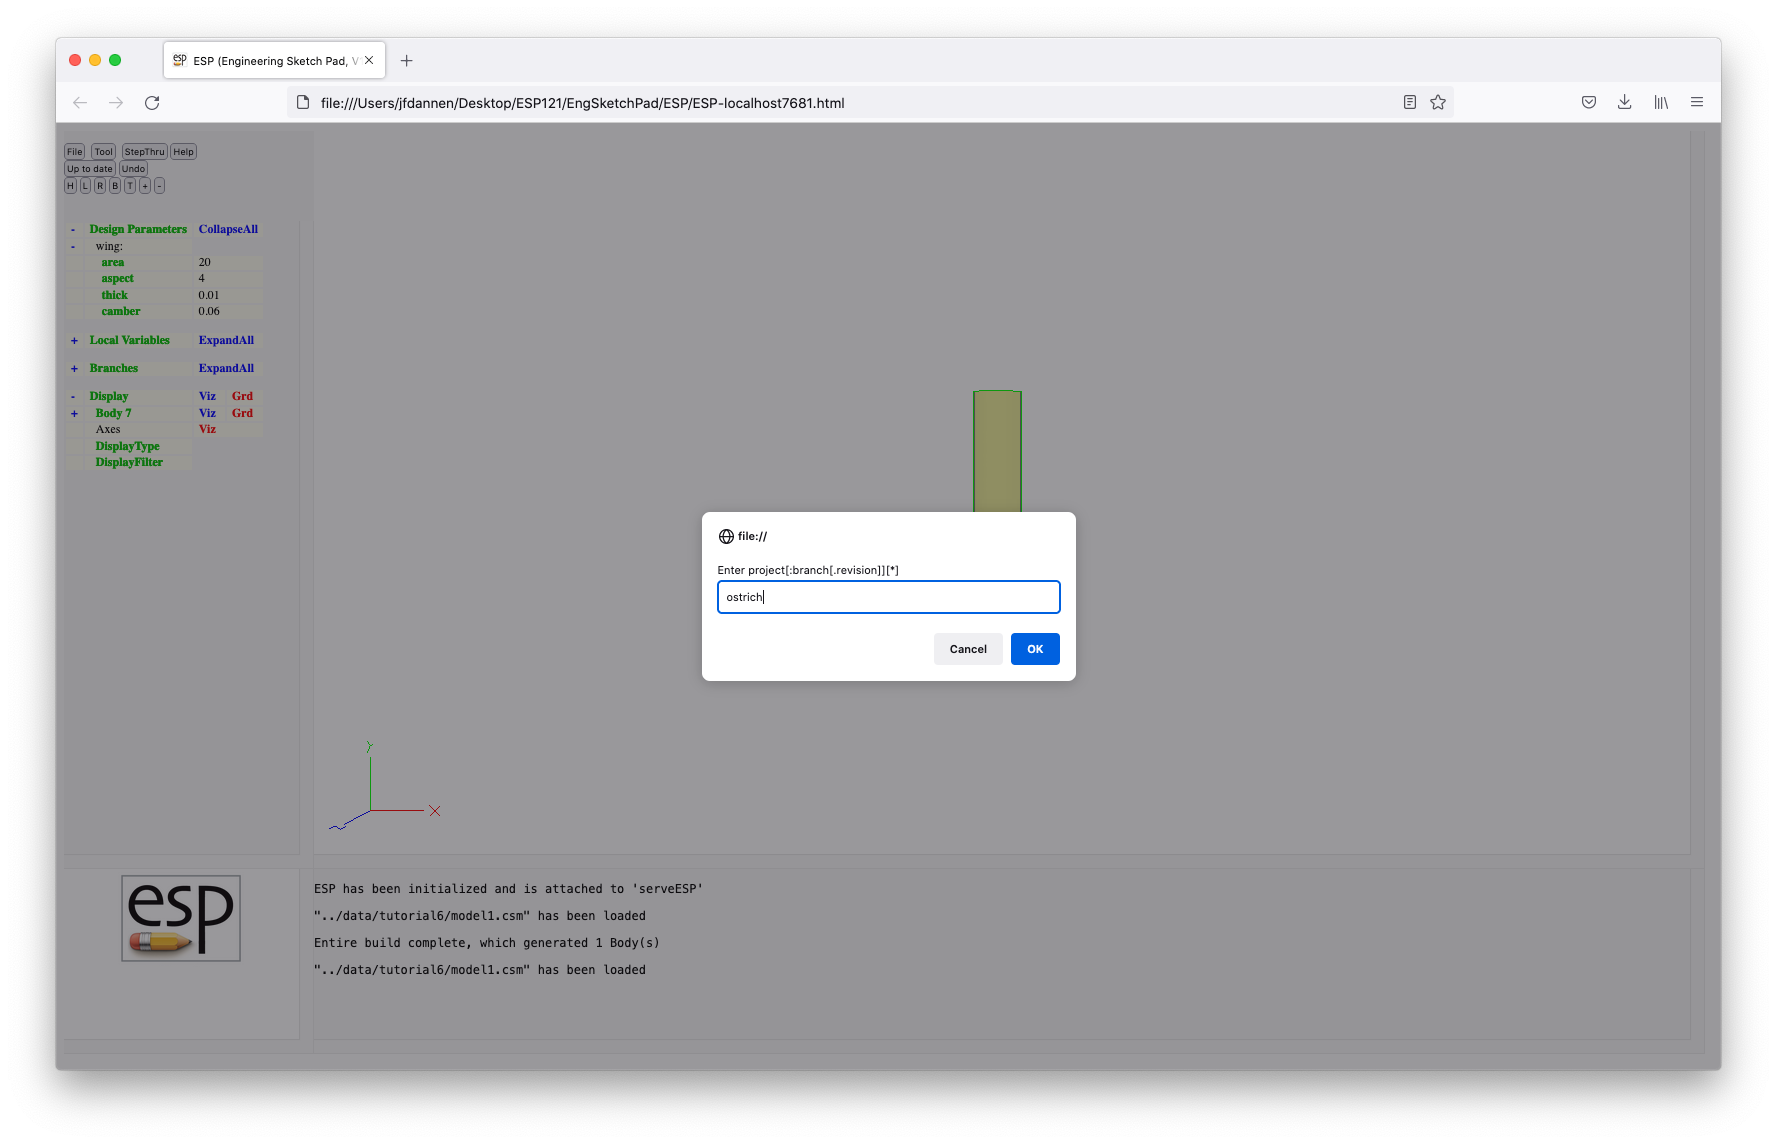 esp ESP (Engineering Sketch Pad, V
file:///Users/jfdannen/Desktop/ESP121/EngSketchPad/ESP/ESP-localhost7681.html
File Tool StepThru Help
Up to date Undo
H L R B T + -
- Design Parameters CollapseAll
- wing:
area 20
aspect 4
thick 0.01
camber 0.06
+ Local Variables ExpandAll
+ Branches ExpandAll
- Display Viz Grd
+ Body 7 Viz Grd
Axes Viz
DisplayType
DisplayFilter
file://
Enter project[:branch[.revision]][*]
ostrich
Cancel OK
Y
X
esp
ESP has been initialized and is attached to 'serveESP'
"../data/tutorial6/model1.csm" has been loaded
Entire build complete, which generated 1 Body(s)
"../data/tutorial6/model1.csm" has been loaded